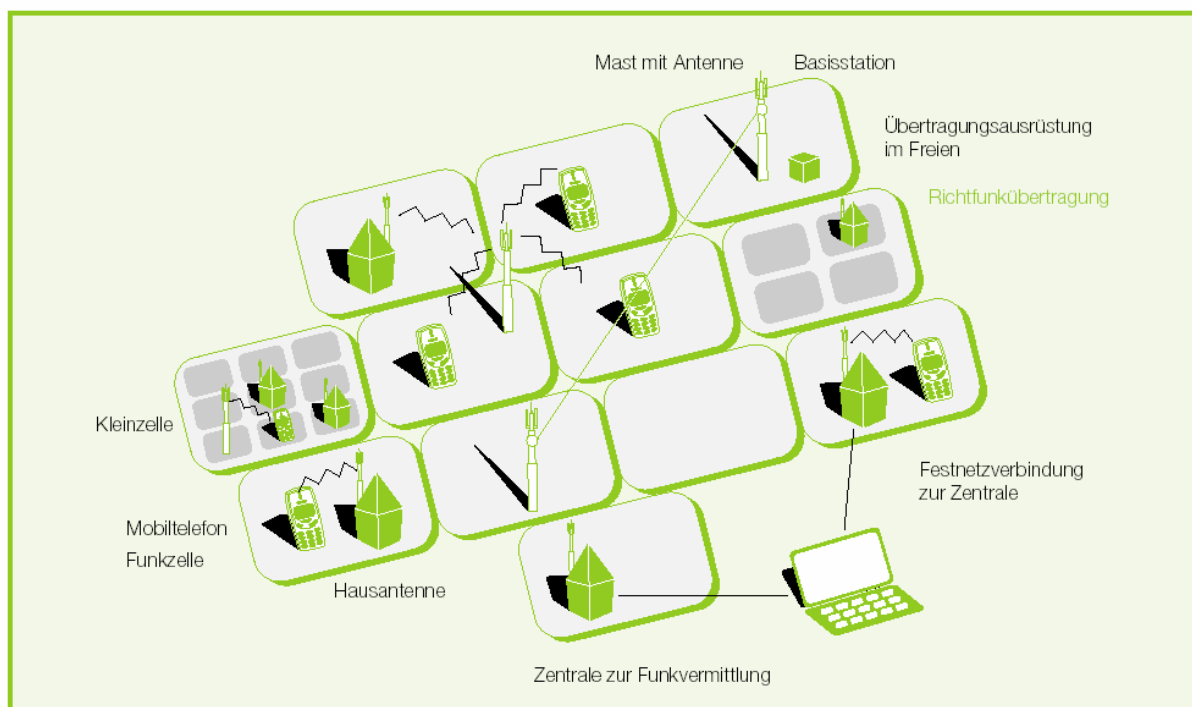 Mast mit Antenne
Basisstation
Übertragungsausrüstung
im Freien
Richtfunkübertragung
Kleinzelle
Festnetzverbindung
zur Zentrale
Mobiltelefon
Funkzelle
Hausantenne
Zentrale zur Funkvermittlung